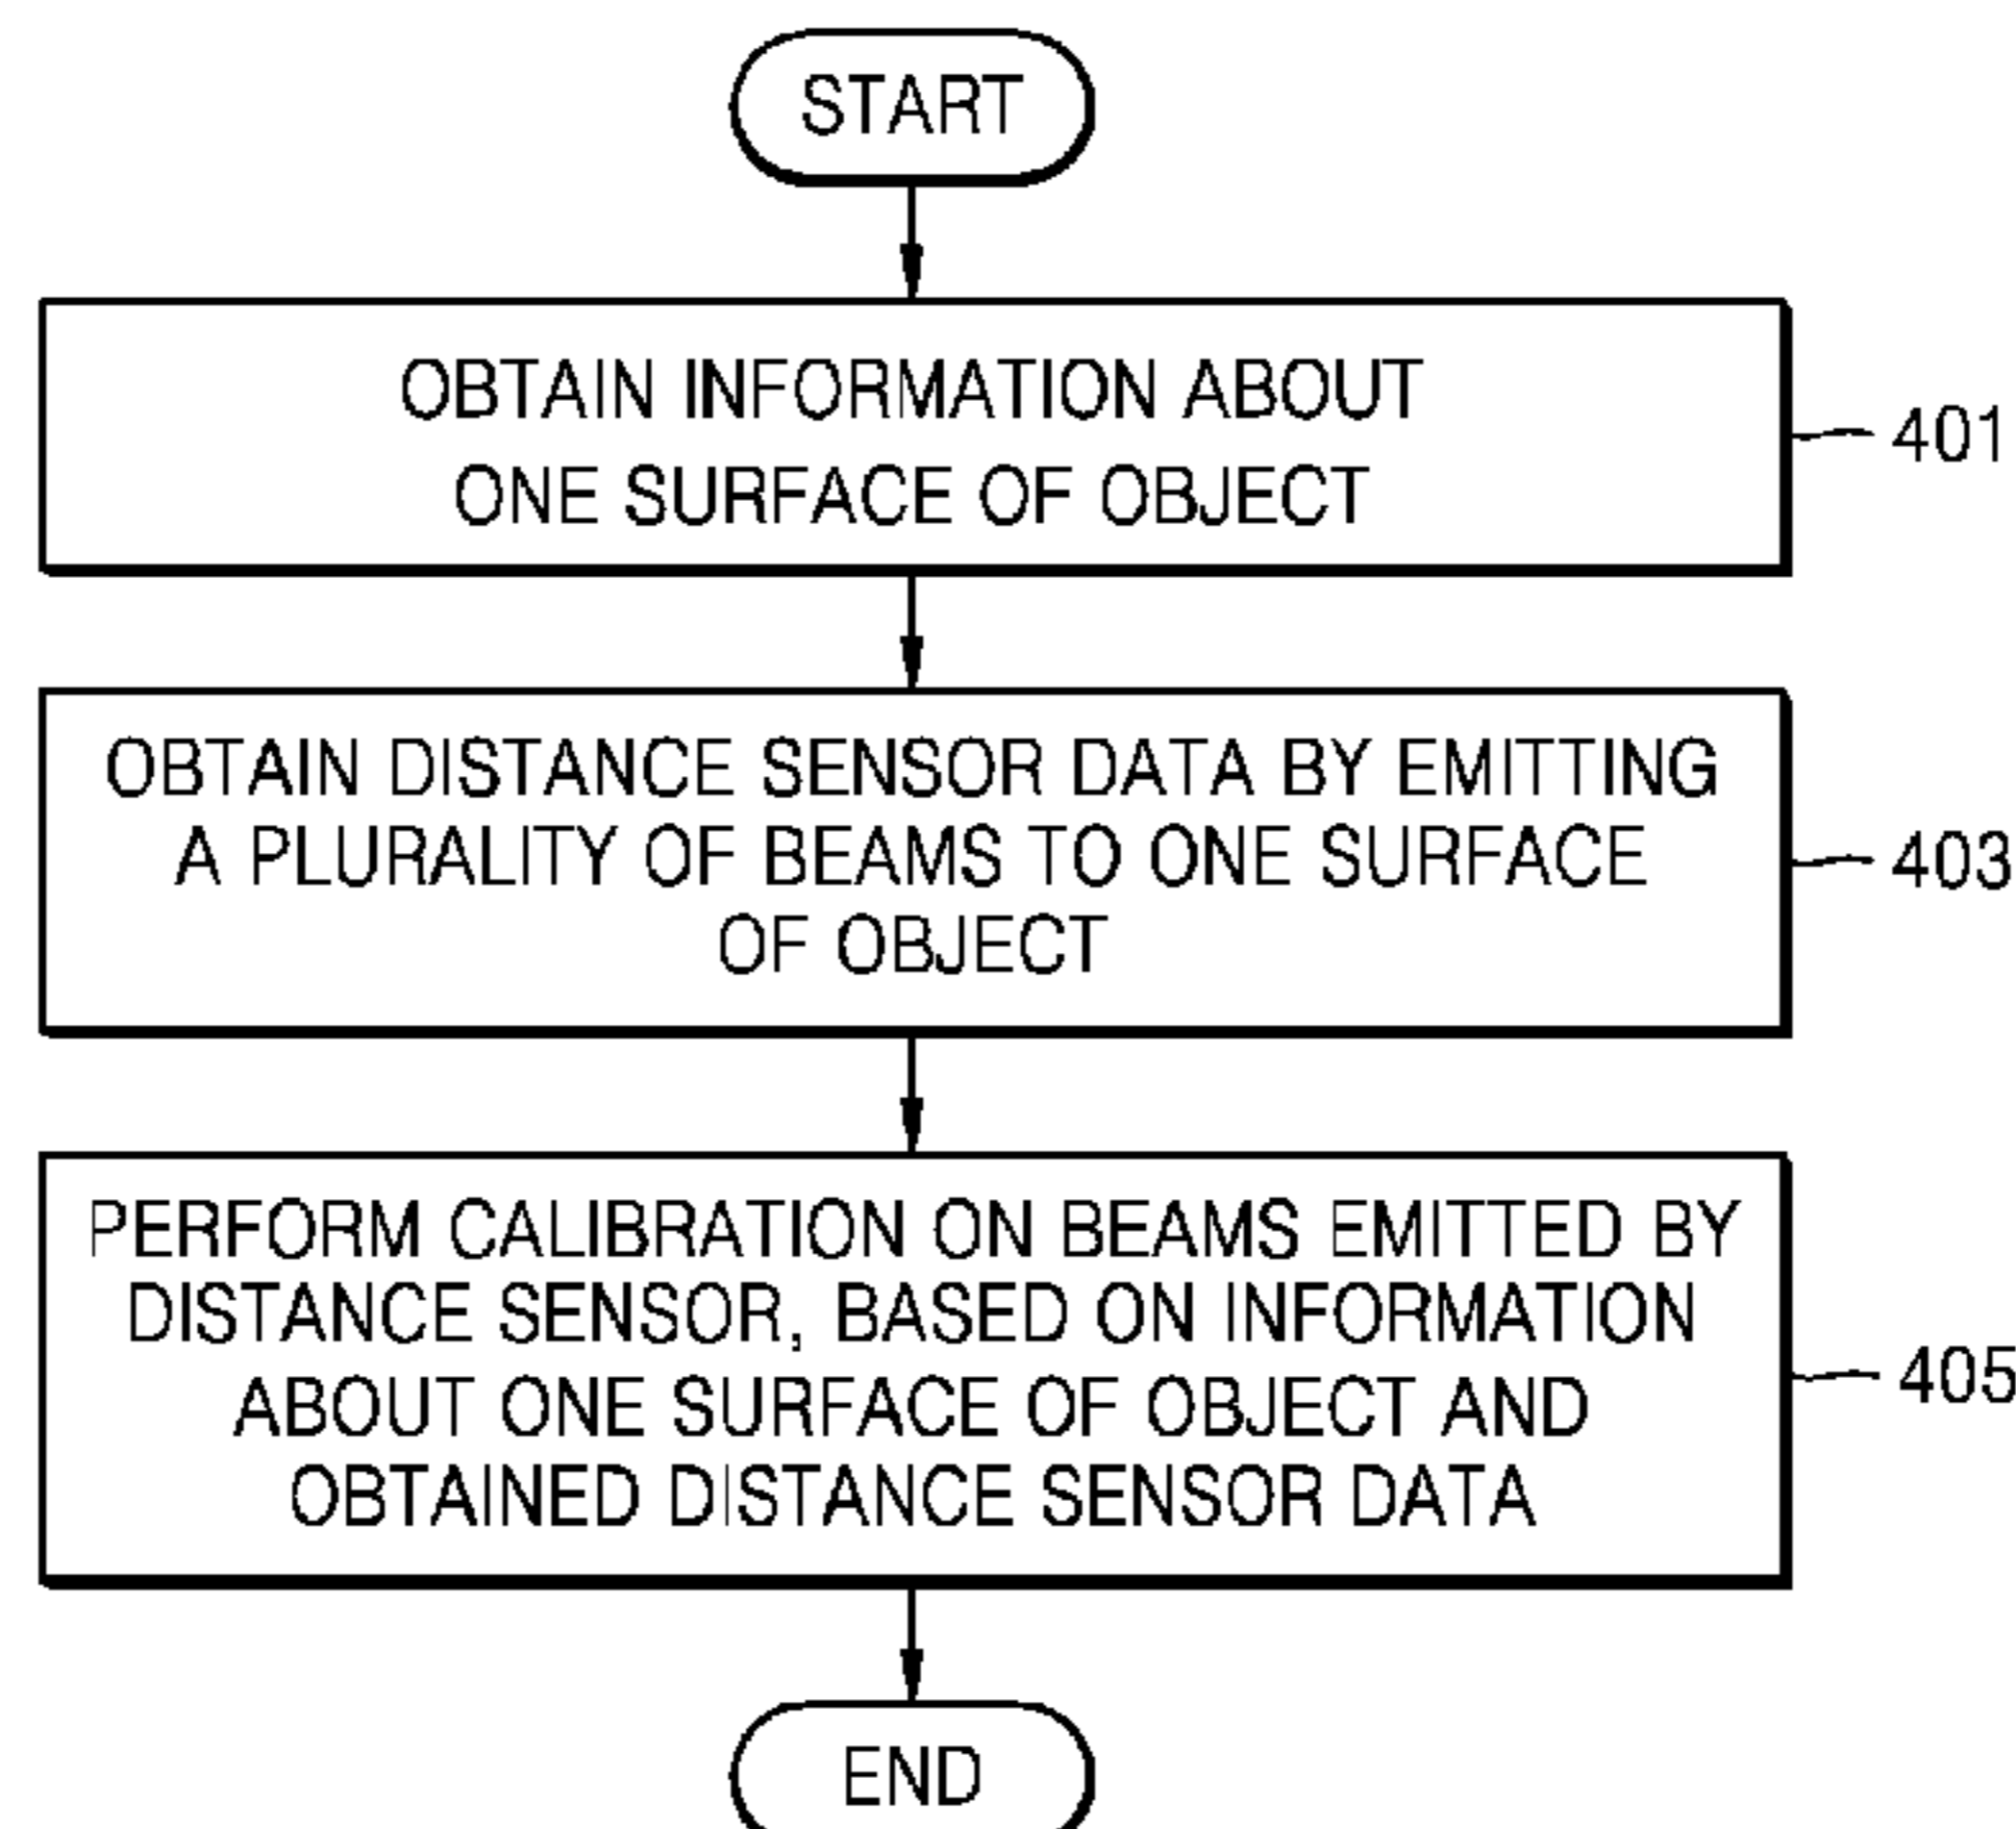 START
OBTAIN INFORMATION ABOUT
ONE SURFACE OF OBJECT
401
OBTAIN DISTANCE SENSOR DATA BY EMITTING
A PLURALITY OF BEAMS TO ONE SURFACE
OF OBJECT
403
PERFORM CALIBRATION ON BEAMS EMITTED BY
DISTANCE SENSOR, BASED ON INFORMATION
ABOUT ONE SURFACE OF OBJECT AND
OBTAINED DISTANCE SENSOR DATA
405
END